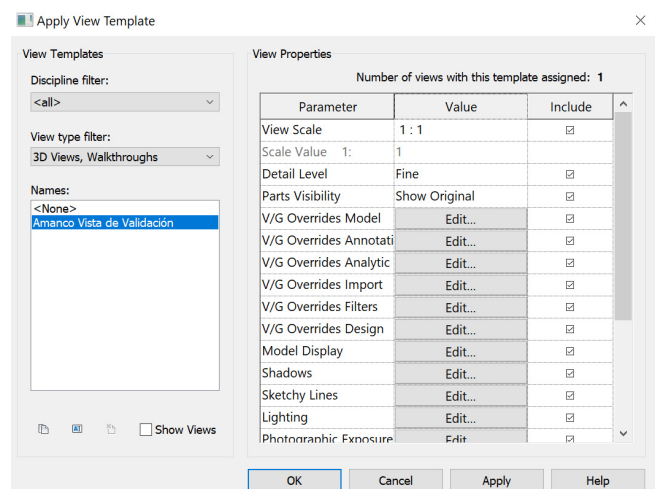 Apply View Template
View Templates
Discipline filter:
<all>
View type filter:
3D Views, Walkthroughs
Names:
<None>
Amanco Vista de Validación
AI
Show Views
View Properties
Number of views with this template assigned: 1
Parameter Value Include
View Scale 1 : 1
Scale Value 1: 1
Detail Level Fine
Parts Visibility Show Original
V/G Overrides Model Edit...
V/G Overrides Annotati Edit...
V/G Overrides Analytic Edit...
V/G Overrides Import Edit...
V/G Overrides Filters Edit...
V/G Overrides Design Edit...
Model Display Edit...
Shadows Edit...
Sketchy Lines Edit...
Lighting Edit...
Photographic Exposure Edit...
OK Cancel Apply Help